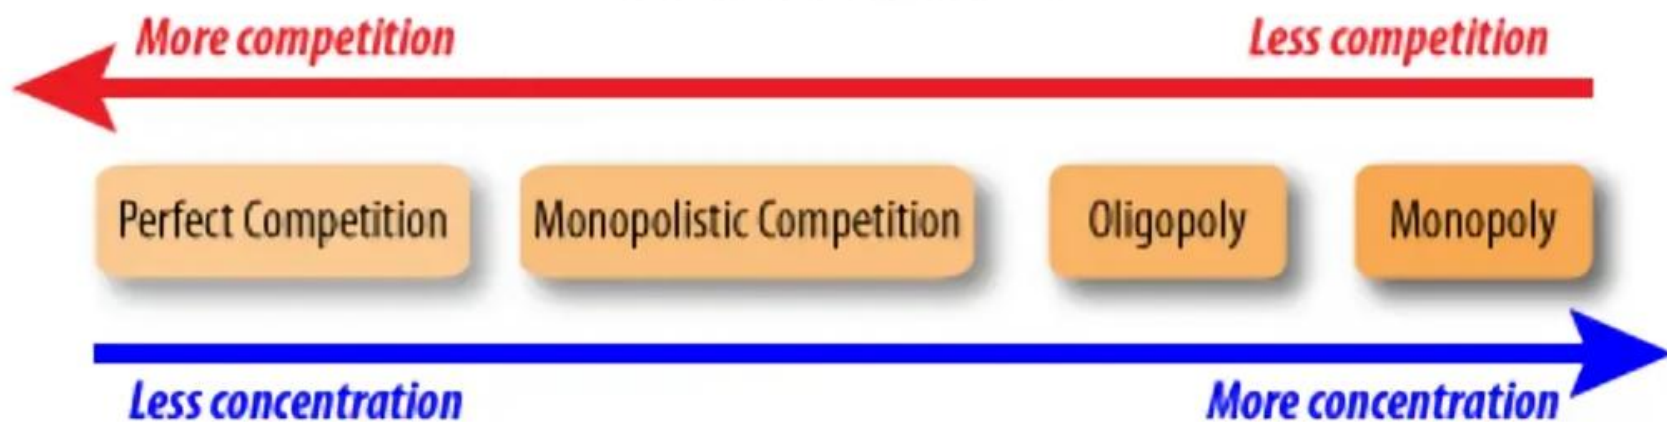 More competition Less competition
Perfect Competition Monopolistic Competition Oligopoly Monopoly
Less concentration More concentration